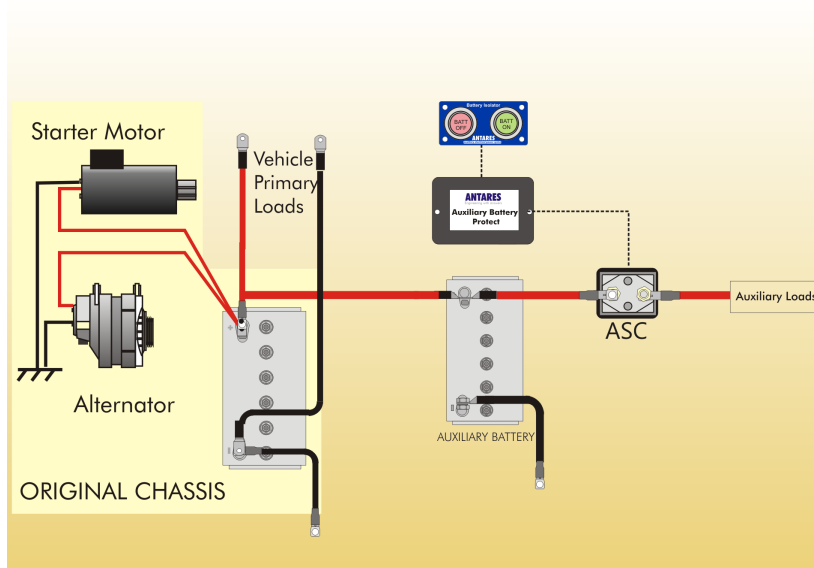 Battery Isolator
BATT
OFF
BATT
ON
ANTARES
Starter Motor
Vehicle
Primary
Loads
ANTARES
Auxiliary Battery
Protect
Auxiliary Loads
ASC
Alternator
AUXILIARY BATTERY
ORIGINAL CHASSIS